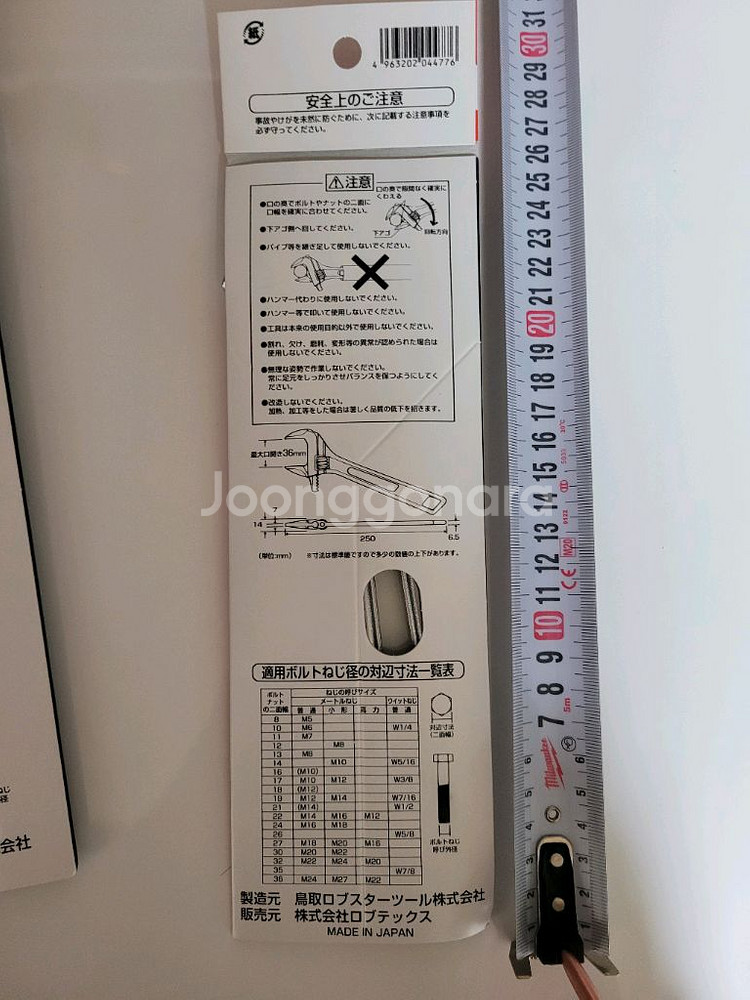 紙
4 963202 044776
安全上のご注意
事故やけがを未然に防ぐために、次に記載する注意事項を
必ず守ってください。
⚠注意
口の奥で隙間なく確実に
くわえる
●口の奥でボルトやナットの二面に
口幅を確実に合わせてください。
●下アゴ側へ回してください。
下アゴ 回転方向
●パイプ等を継ぎ足して使用しないでください。
●ハンマー代わりに使用しないでください。
●ハンマー等で叩いて使用しないでください。
●工具は本来の使用目的以外で使用しないでください。
●割れ、欠け、磨耗、変形等の異常が認められた場合は
使用しないでください。
●無理な姿勢で作業しないでください。
常に足元をしっかりさせバランスを保つようにしてく
ださい。
●改造しないでください。
加熱、加工等をした場合は著しく品質の低下を招きます。
最大口開き36mm
Joonggonara
7
14
250
6.5
(単位:mm) ※寸法は標準値ですので多少の数値の上下があります。
適用ボルトねじ径の対辺寸法一覧表
ボルト
ナット
の二面幅
ねじの呼びサイズ
メートルねじ ウイットねじ
普通 小形 高力 普通
8 M5
10 M6 W1/4
11 M7
12 M8
13 M8
14 M10 W5/16
16 (M10)
17 M10 M12 W3/8
18 (M12)
19 M12 M14 W7/16
21 (M14) W1/2
22 M14 M16 M12
24 M16 M18
26 W5/8
27 M18 M20 M16
30 M20 M22
32 M22 M24 M20
35 W7/8
36 M24 M27 M22
対辺寸法
(二面幅)
ボルトねじ
呼び外径
製造元 鳥取ロブスターツール株式会社
販売元 株式会社ロブテックス
MADE IN JAPAN
会社
31
30
29
28
27
26
25
24
23
22
21
20
19
18
17
16
15
14
13
12
11
10
9
8
7
6 6
5 5
4 4
3 3
2 2
1 1
30°C
M20
CE
5m
Milwaukee